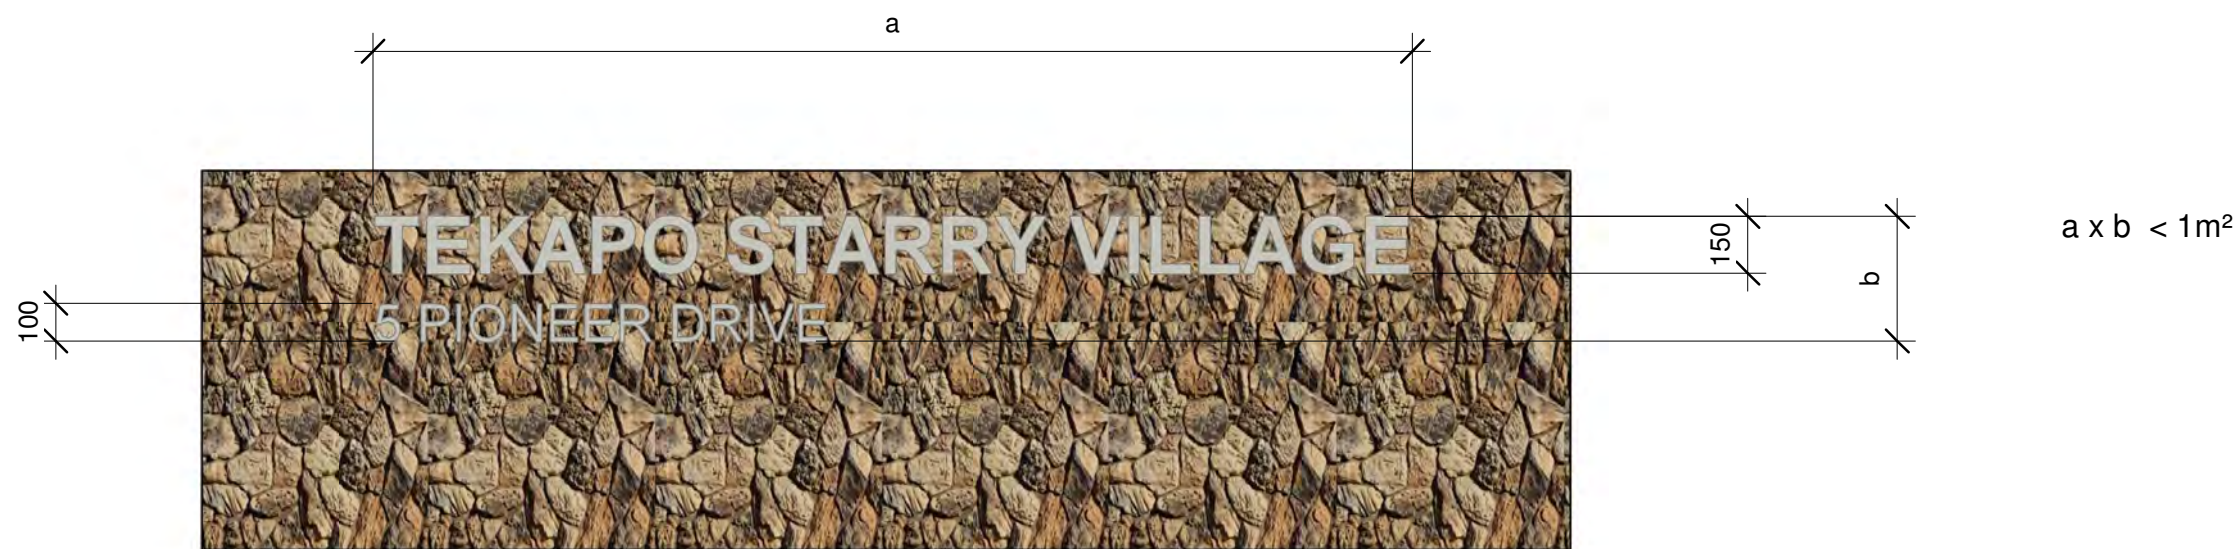 a
TEKAPO STARRY VILLAGE
5 PIONEER DRIVE
100
150
b
a x b < 1m²